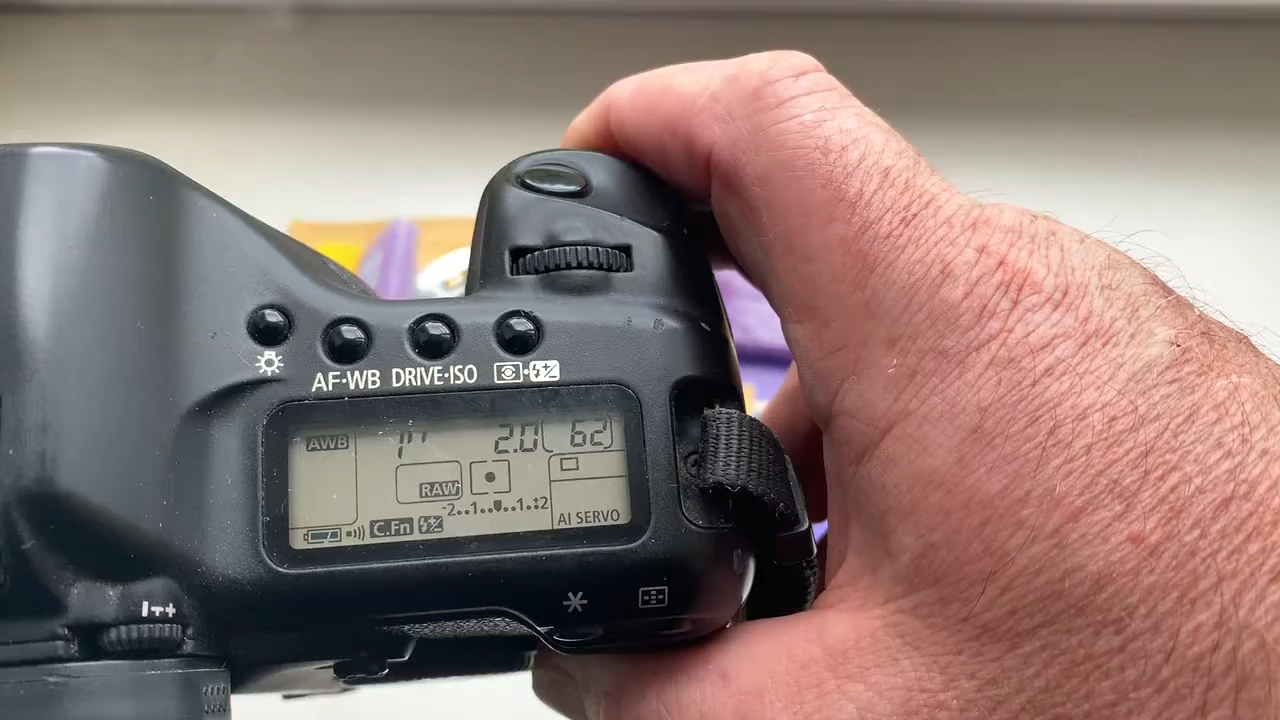 AF•WB DRIVE•ISO
AWB 2.0 [ 62]
RAW
-2..1..▼..1..+2
C.Fn AI SERVO